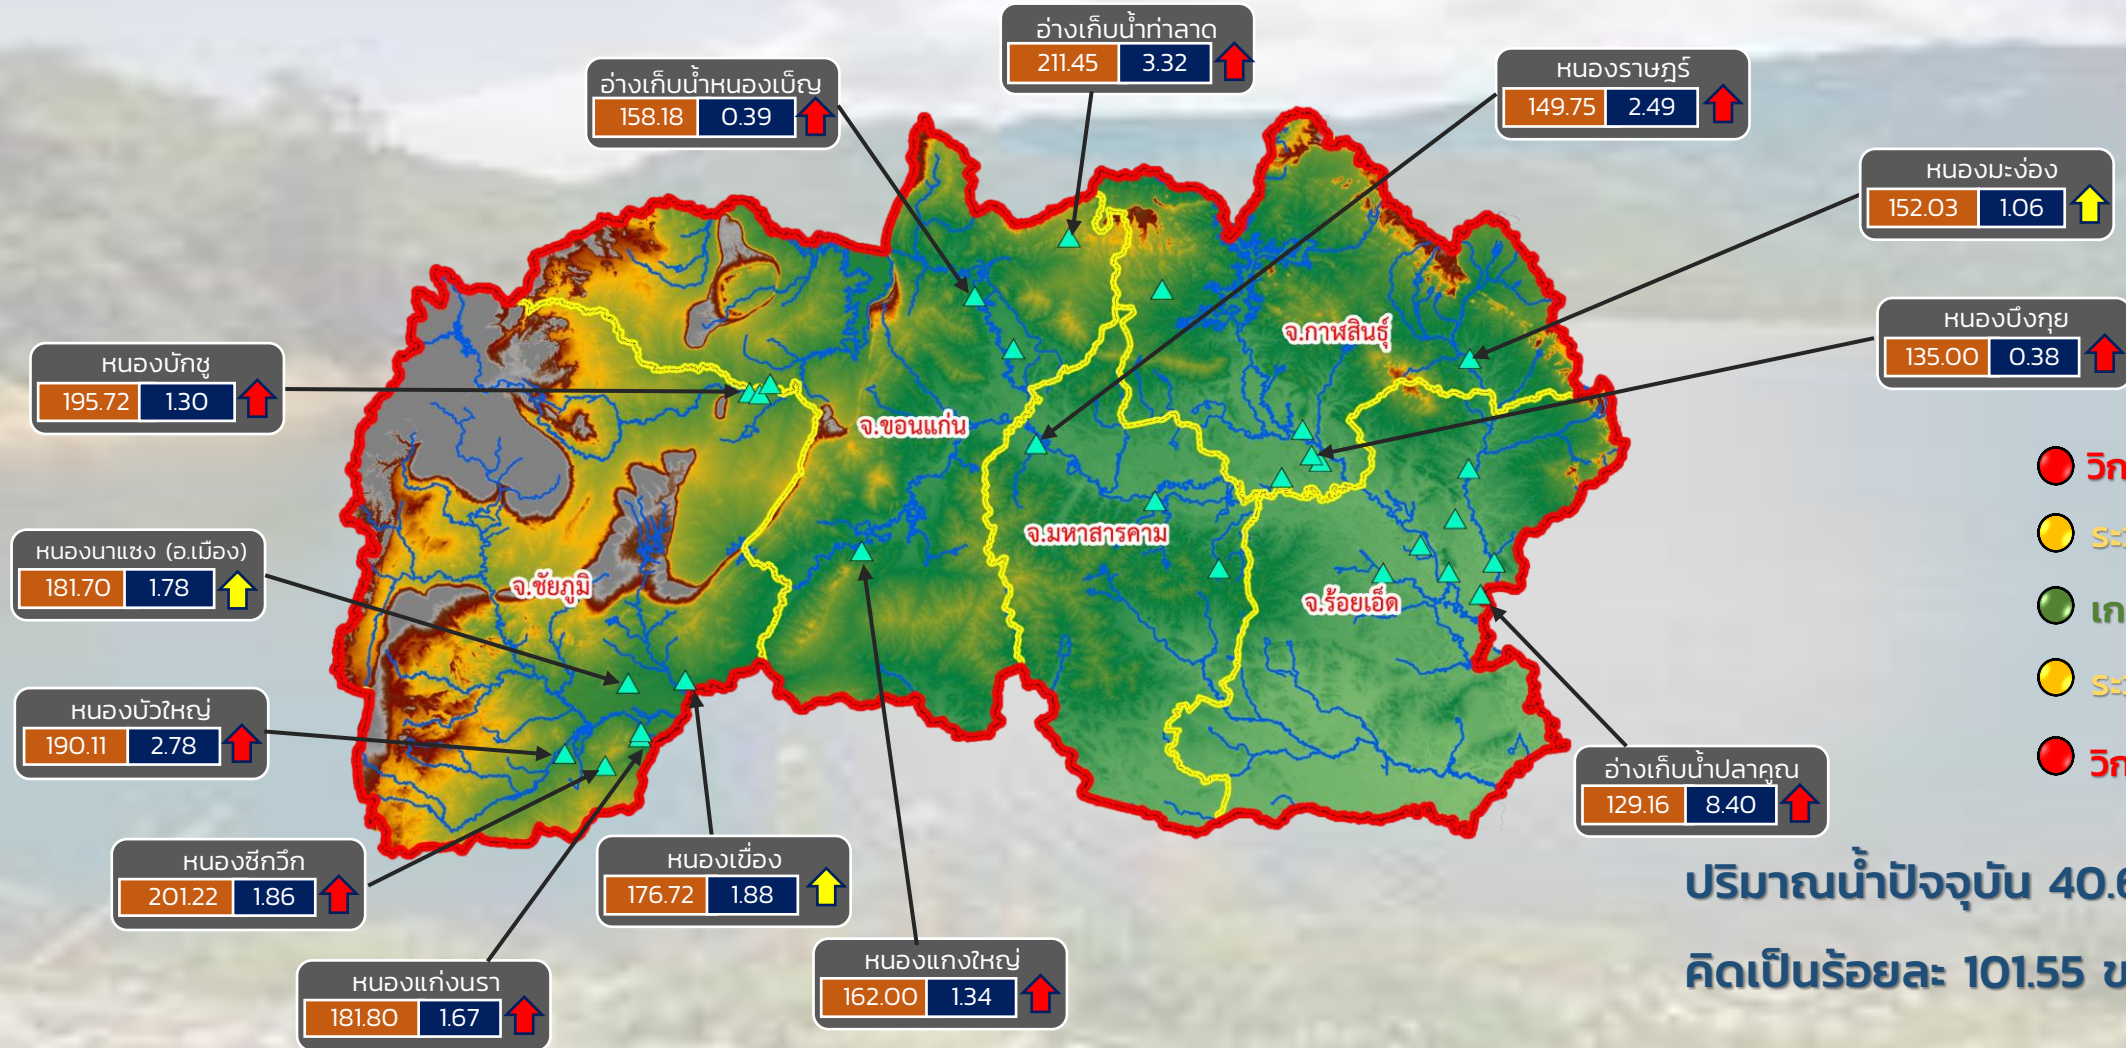 อ่างเก็บน้ำท่าลาด
211.45 3.32
อ่างเก็บน้ำหนองเบ็ญ
158.18 0.39
หนองราษฎร์
149.75 2.49
หนองมะง่อง
152.03 1.06
หนองบึงกุย
135.00 0.38
หนองบักชู
195.72 1.30
หนองนาแซง (อ.เมือง)
181.70 1.78
หนองบัวใหญ่
190.11 2.78
หนองซีกวึก
201.22 1.86
หนองแก่งนรา
181.80 1.67
หนองเขื่อง
176.72 1.88
หนองแกงใหญ่
162.00 1.34
อ่างเก็บน้ำปลาคูณ
129.16 8.40
จ.กาฬสินธุ์
จ.ขอนแก่น
จ.มหาสารคาม
จ.ชัยภูมิ
จ.ร้อยเอ็ด
ปริมาณน้ำปัจจุบัน 40.6
คิดเป็นร้อยละ 101.55 ข